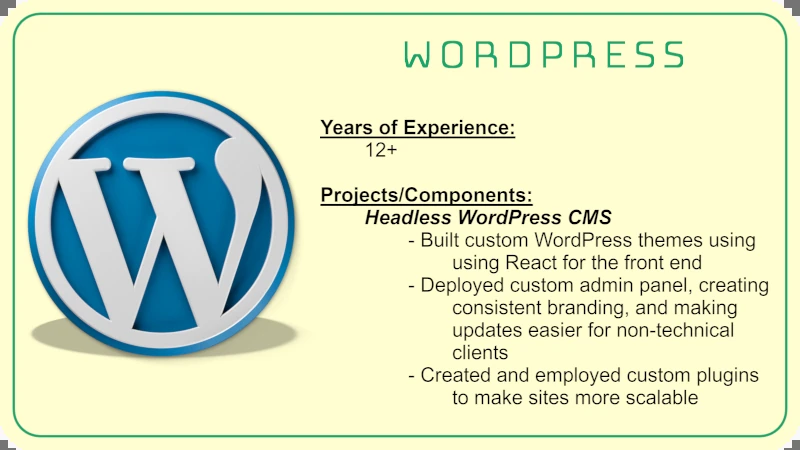 WORDPRESS
Years of Experience:
12+
Projects/Components:
Headless WordPress CMS
- Built custom WordPress themes using
using React for the front end
- Deployed custom admin panel, creating
consistent branding, and making
updates easier for non-technical
clients
- Created and employed custom plugins
to make sites more scalable